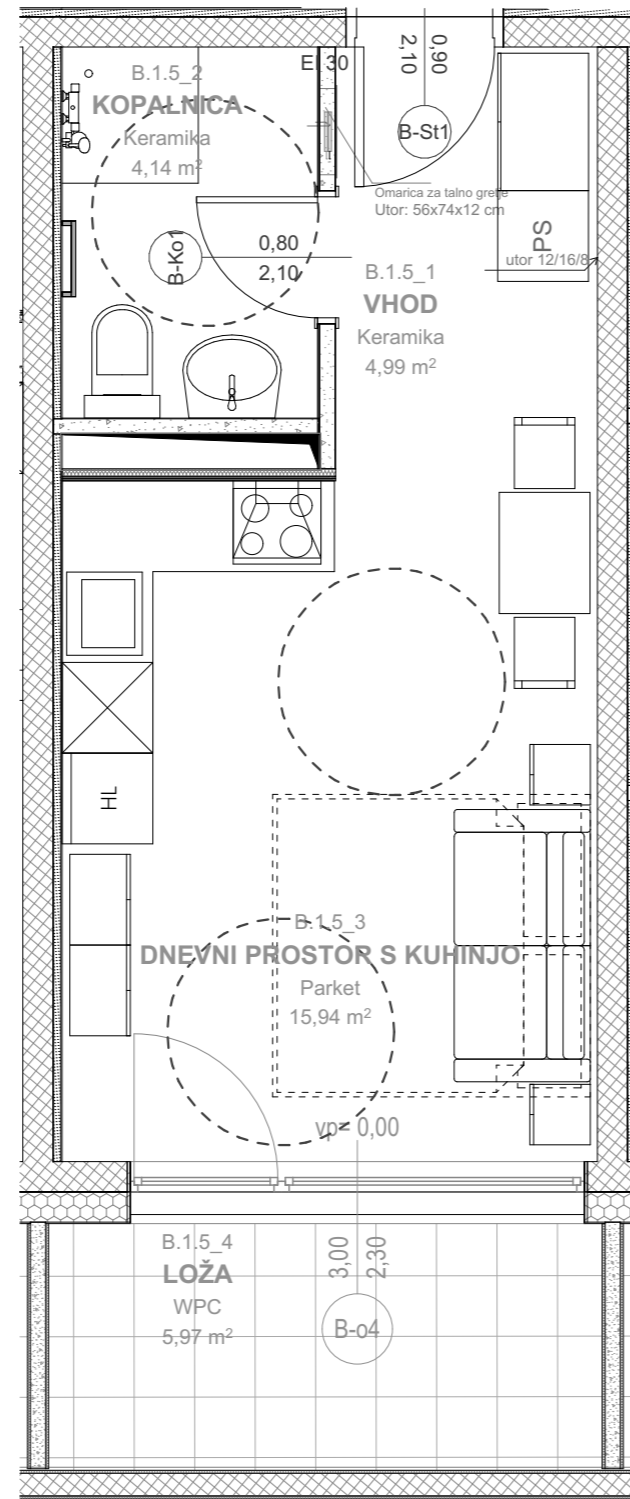 0,90
2,10
EI 30
B.1.5_2
KOPALNICA
Keramika
4,14 m²
B-St1
Omarica za talno gretje
Utor: 56x74x12 cm
PS
utor 12/16/8
B-Ko1
0,80
2,10
B.1.5_1
VHOD
Keramika
4,99 m²
HL
B.1.5_3
DNEVNI PROSTOR S KUHINJO
Parket
15,94 m²
vp= 0,00
B.1.5_4
LOŽA
WPC
5,97 m²
3,00
2,30
B-o4